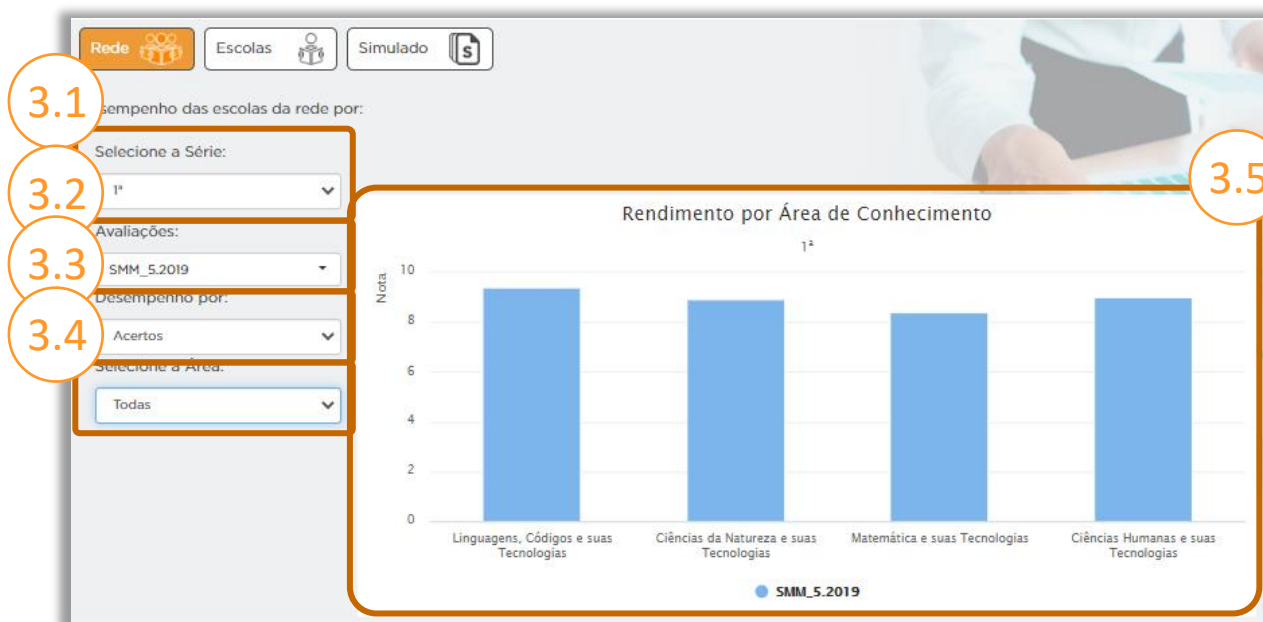 Rede
Escolas
Simulado
S
3.1
sempenho das escolas da rede por:
Selecione a Série:
3.2
1ª
Avaliações:
3.3
SMM_5.2019
Desempenho por:
3.4
Acertos
Selecione a Área:
Todas
3.5
Rendimento por Área de Conhecimento
1ª
Nota
10
8
6
4
2
0
Linguagens, Códigos e suas
Tecnologias
Ciências da Natureza e suas
Tecnologias
Matemática e suas Tecnologias
Ciências Humanas e suas
Tecnologias
SMM_5.2019